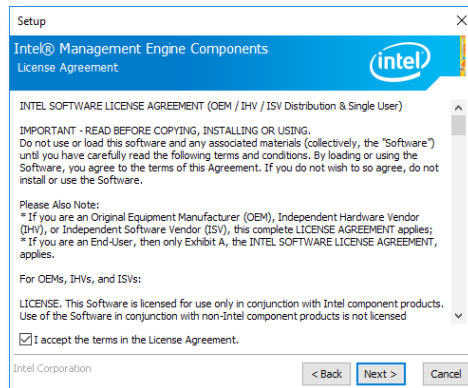 Setup
Intel® Management Engine Components
License Agreement
intel
INTEL SOFTWARE LICENSE AGREEMENT (OEM / IHV / ISV Distribution & Single User)
IMPORTANT - READ BEFORE COPYING, INSTALLING OR USING.
Do not use or load this software and any associated materials (collectively, the "Software")
until you have carefully read the following terms and conditions. By loading or using the
Software, you agree to the terms of this Agreement. If you do not wish to so agree, do not
install or use the Software.
Please Also Note:
* If you are an Original Equipment Manufacturer (OEM), Independent Hardware Vendor
(IHV), or Independent Software Vendor (ISV), this complete LICENSE AGREEMENT applies;
* If you are an End-User, then only Exhibit A, the INTEL SOFTWARE LICENSE AGREEMENT,
applies.
For OEMs, IHVs, and ISVs:
LICENSE. This Software is licensed for use only in conjunction with Intel component products.
Use of the Software in conjunction with non-Intel component products is not licensed
I accept the terms in the License Agreement.
Intel Corporation
< Back
Next >
Cancel